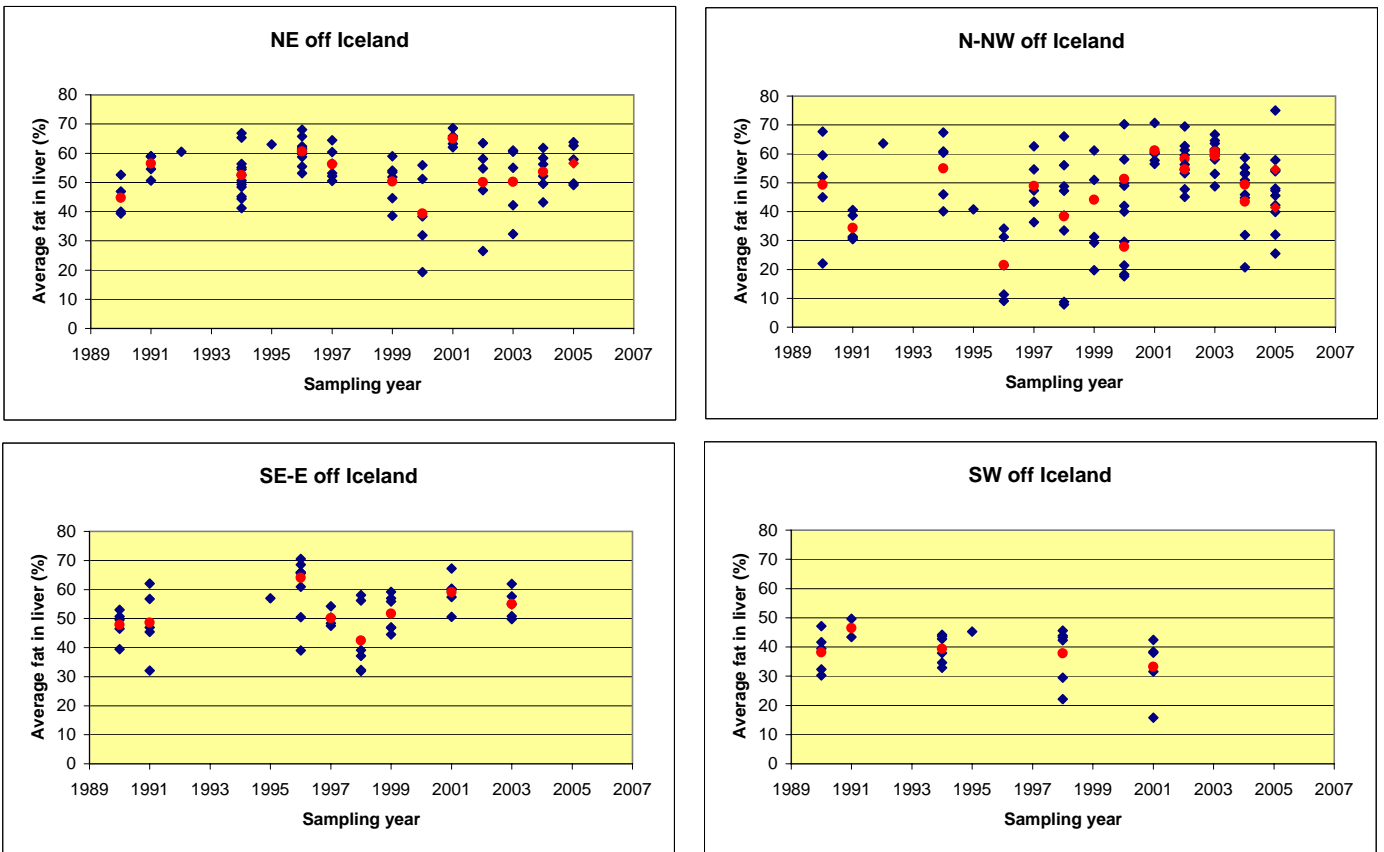 NE off Iceland
Average fat in liver (%)
80
70
60
50
40
30
20
10
0
1989 1991 1993 1995 1997 1999 2001 2003 2005 2007
Sampling year
N-NW off Iceland
Average fat in liver (%)
80
70
60
50
40
30
20
10
0
1989 1991 1993 1995 1997 1999 2001 2003 2005 2007
Sampling year
SE-E off Iceland
Average fat in liver (%)
80
70
60
50
40
30
20
10
0
1989 1991 1993 1995 1997 1999 2001 2003 2005 2007
Sampling year
SW off Iceland
Average fat in liver (%)
80
70
60
50
40
30
20
10
0
1989 1991 1993 1995 1997 1999 2001 2003 2005 2007
Sampling year